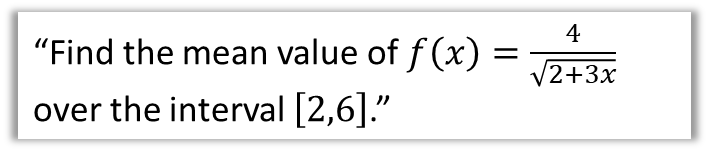 “Find the mean value of f(x) = 4/√(2+3x)
over the interval [2,6].”